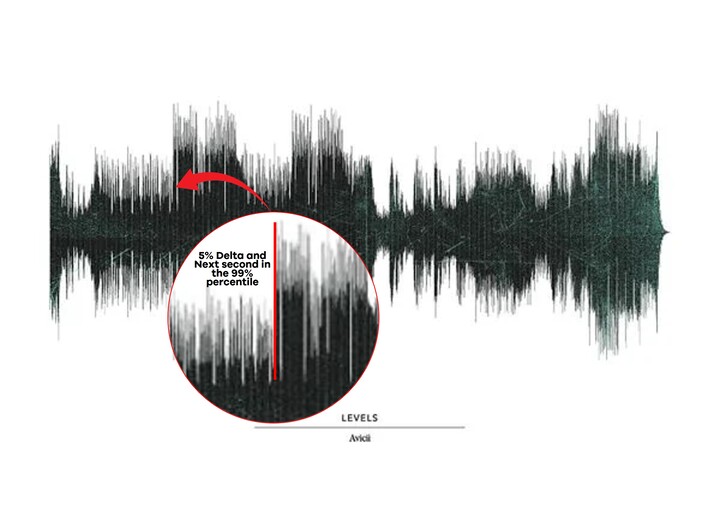 5% Delta and
Next second in
the 99%
percentile
LEVELS
Avicii